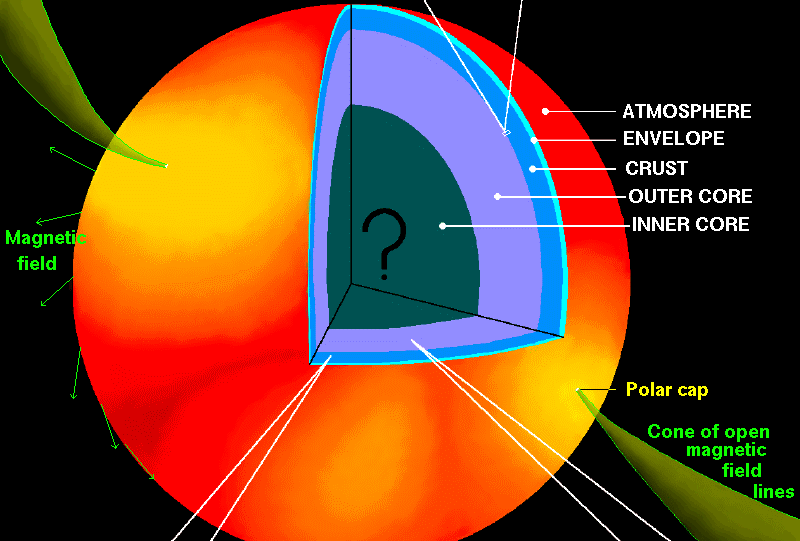 ATMOSPHERE
ENVELOPE
CRUST
OUTER CORE
INNER CORE
?
Magnetic
field
Polar cap
Cone of open
magnetic
field
lines